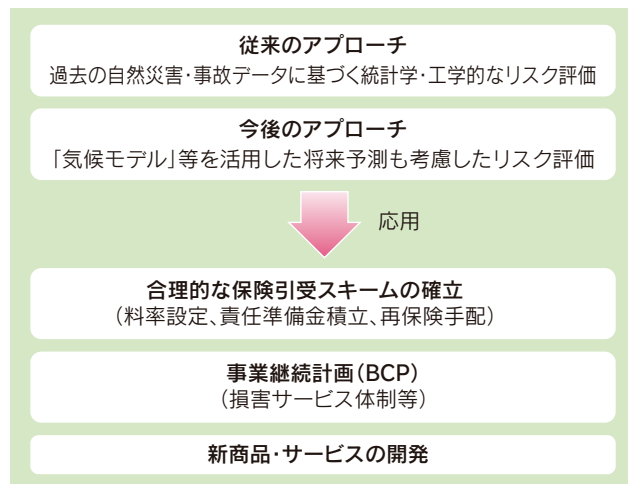 従来のアプローチ
過去の自然災害・事故データに基づく統計学・工学的なリスク評価
今後のアプローチ
「気候モデル」等を活用した将来予測も考慮したリスク評価
応用
合理的な保険引受スキームの確立
（料率設定、責任準備金積立、再保険手配）
事業継続計画（BCP）
（損害サービス体制等）
新商品・サービスの開発